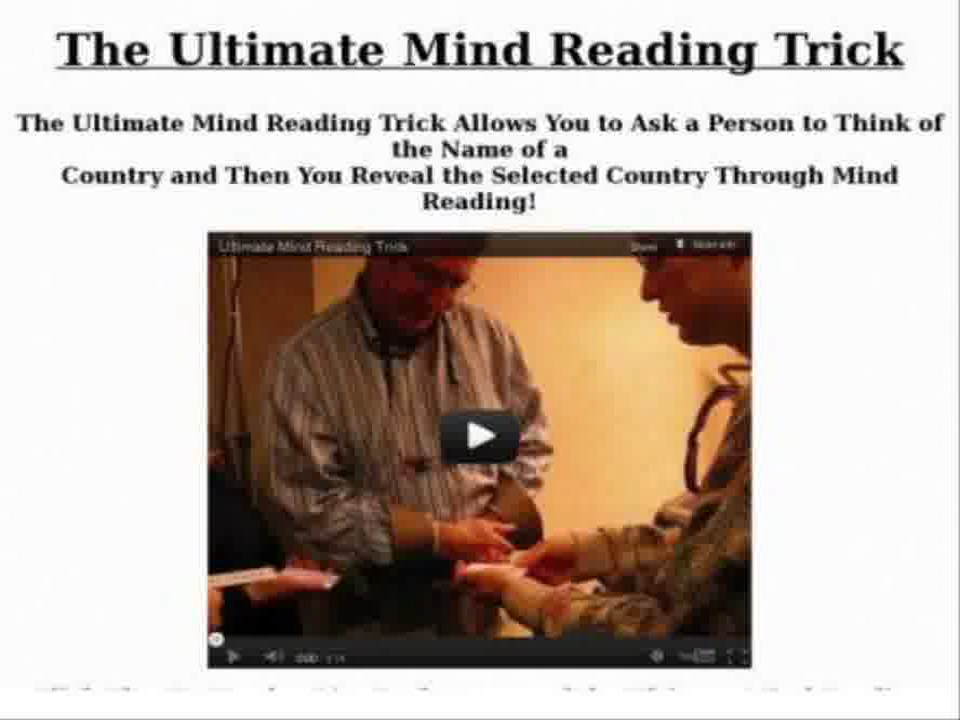 The Ultimate Mind Reading Trick
The Ultimate Mind Reading Trick Allows You to Ask a Person to Think of
the Name of a
Country and Then You Reveal the Selected Country Through Mind
Reading!
Ultimate Mind Reading Trick
Share